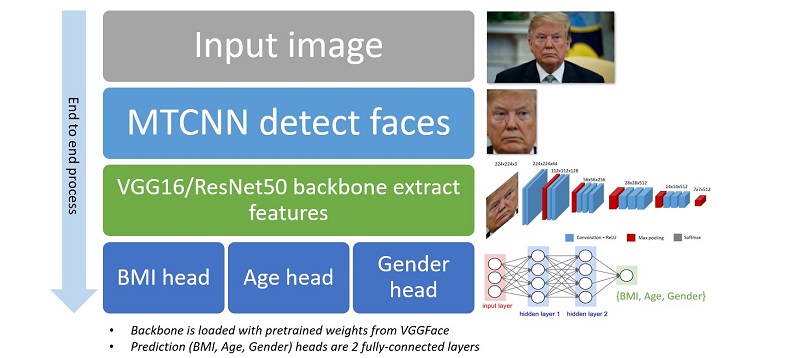 End to end process
Input image
MTCNN detect faces
VGG16/ResNet50 backbone extract
features
BMI head
Age head
Gender
head
224x224x3
224x224x64
112x112x128
56x56x256
28x28x512
14x14x512
7x7x512
Convolution + ReLU
Max pooling
Softmax
input layer
hidden layer 1
hidden layer 2
{BMI, Age, Gender}
• Backbone is loaded with pretrained weights from VGGFace
• Prediction (BMI, Age, Gender) heads are 2 fully-connected layers